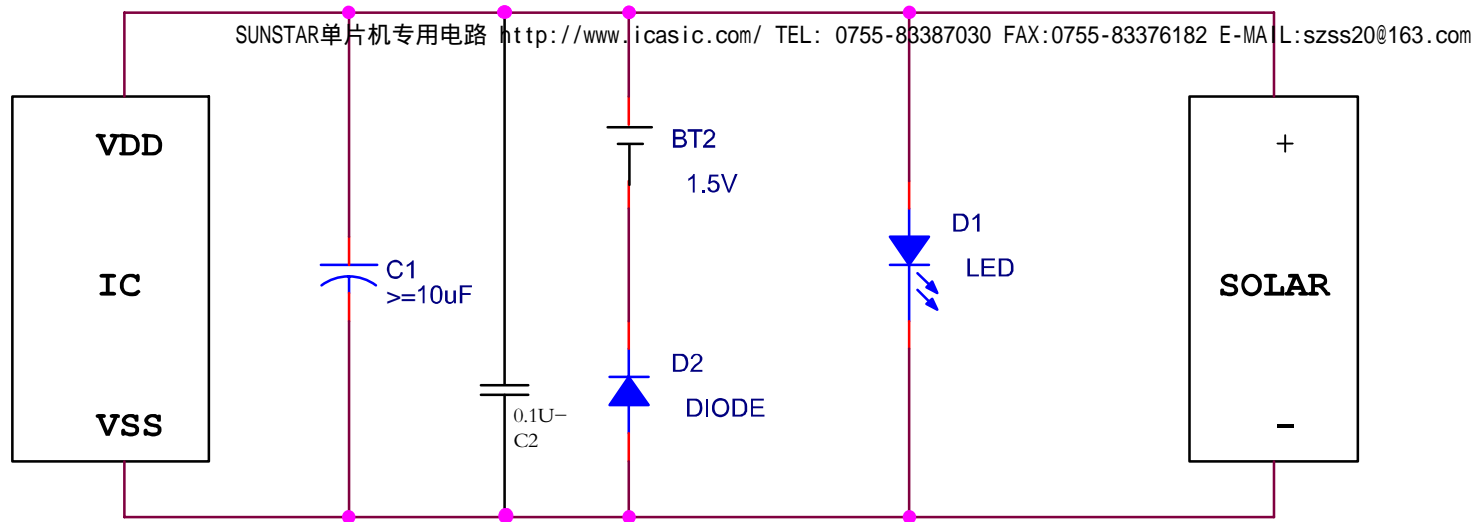 SUNSTAR单片机专用电路 http://www.icasic.com/ TEL: 0755-83387030 FAX:0755-83376182 E-MAIL:szss20@163.com
VDD
IC
VSS
C1
>=10uF
0.1U-
C2
BT2
1.5V
D2
DIODE
D1
LED
+
SOLAR
-